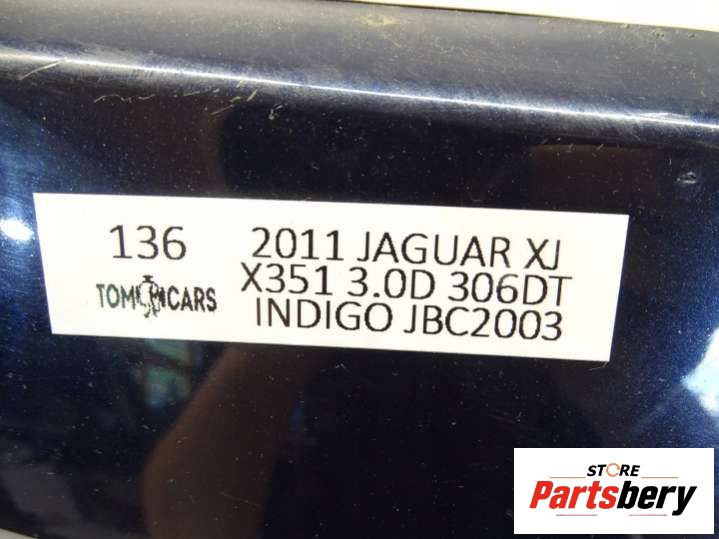 136
TOM CARS
2011 JAGUAR XJ
X351 3.0D 306DT
INDIGO JBC2003
STORE
Partsbery